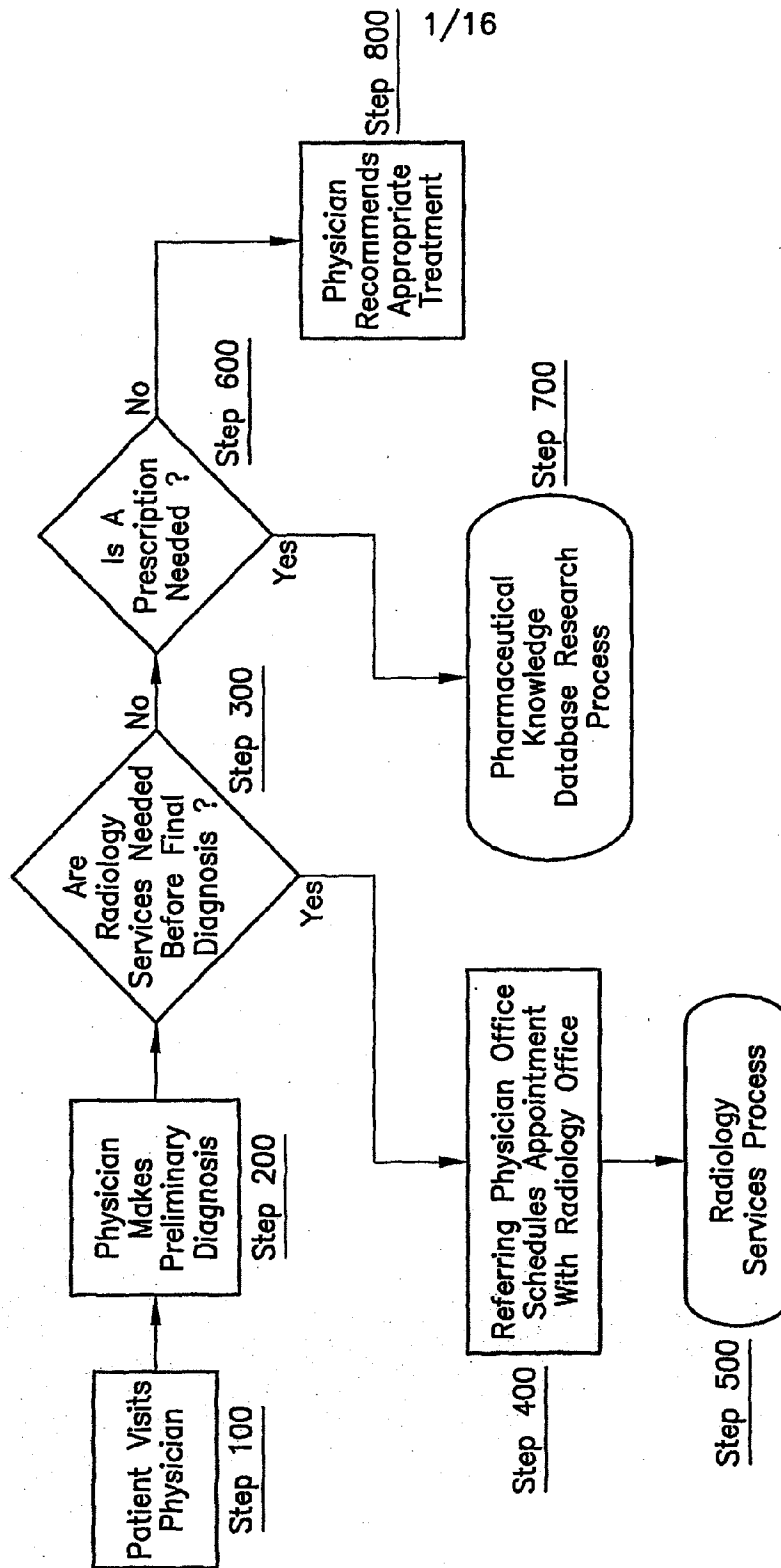 1/16
Patient Visits
Physician
Step 100
Physician
Makes
Preliminary
Diagnosis
Step 200
Are
Radiology
Services Needed
Before Final
Diagnosis ?
Step 300
No
Yes
Referring Physician Office
Schedules Appointment
With Radiology Office
Step 400
Radiology
Services Process
Step 500
Is A
Prescription
Needed ?
Step 600
No
Yes
Pharmaceutical
Knowledge
Database Research
Process
Step 700
Physician
Recommends
Appropriate
Treatment
Step 800